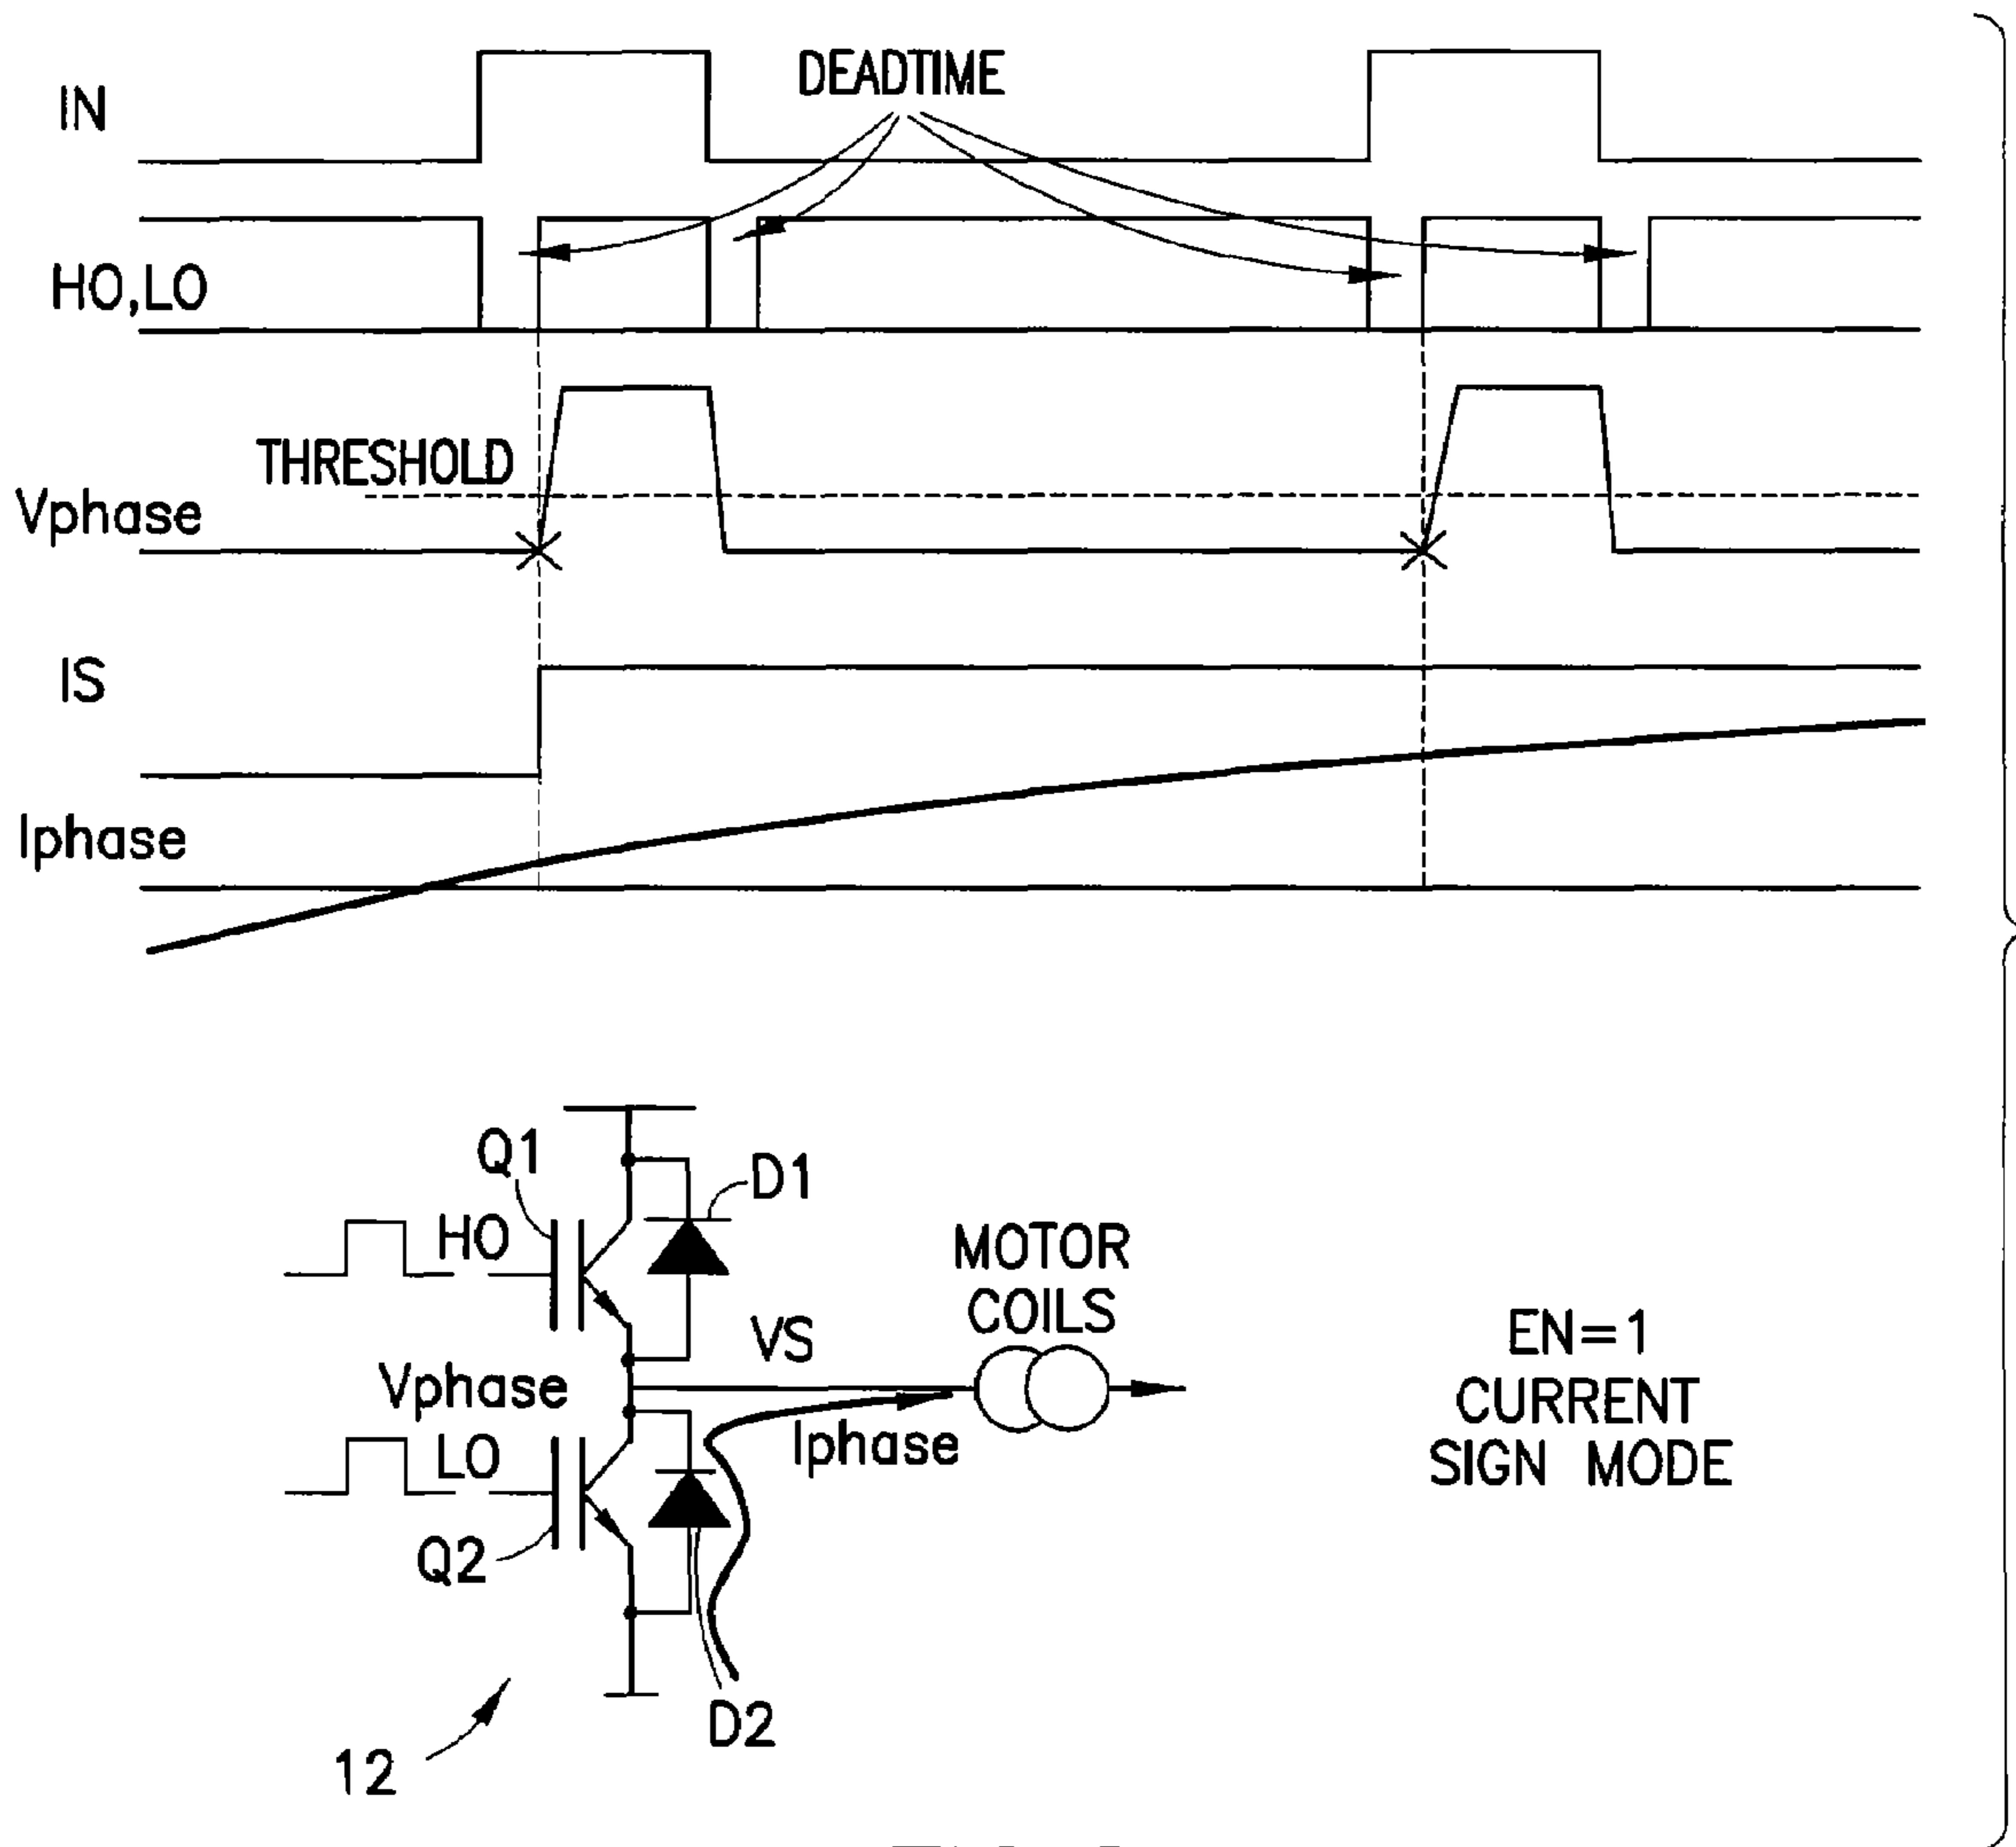 IN
DEADTIME
HO,LO
THRESHOLD
Vphase
IS
Iphase
Q1
D1
HO
MOTOR
COILS
VS
EN=1
Vphase
CURRENT
LO
Iphase
SIGN MODE
Q2
D2
12